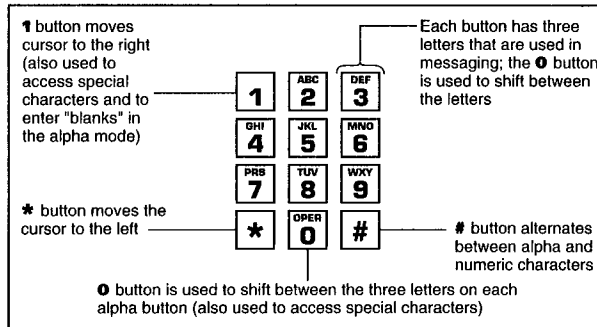 1 button moves
cursor to the right
(also used to
access special
characters and to
enter "blanks" in
the alpha mode)
Each button has three
letters that are used in
messaging; the 0 button
is used to shift between
the letters
1
ABC
2
DEF
3
GHI
4
JKL
5
MNO
6
PRS
7
TUV
8
WXY
9
*
OPER
0
#
* button moves the
cursor to the left
# button alternates
between alpha and
numeric characters
0 button is used to shift between the three letters on each
alpha button (also used to access special characters)